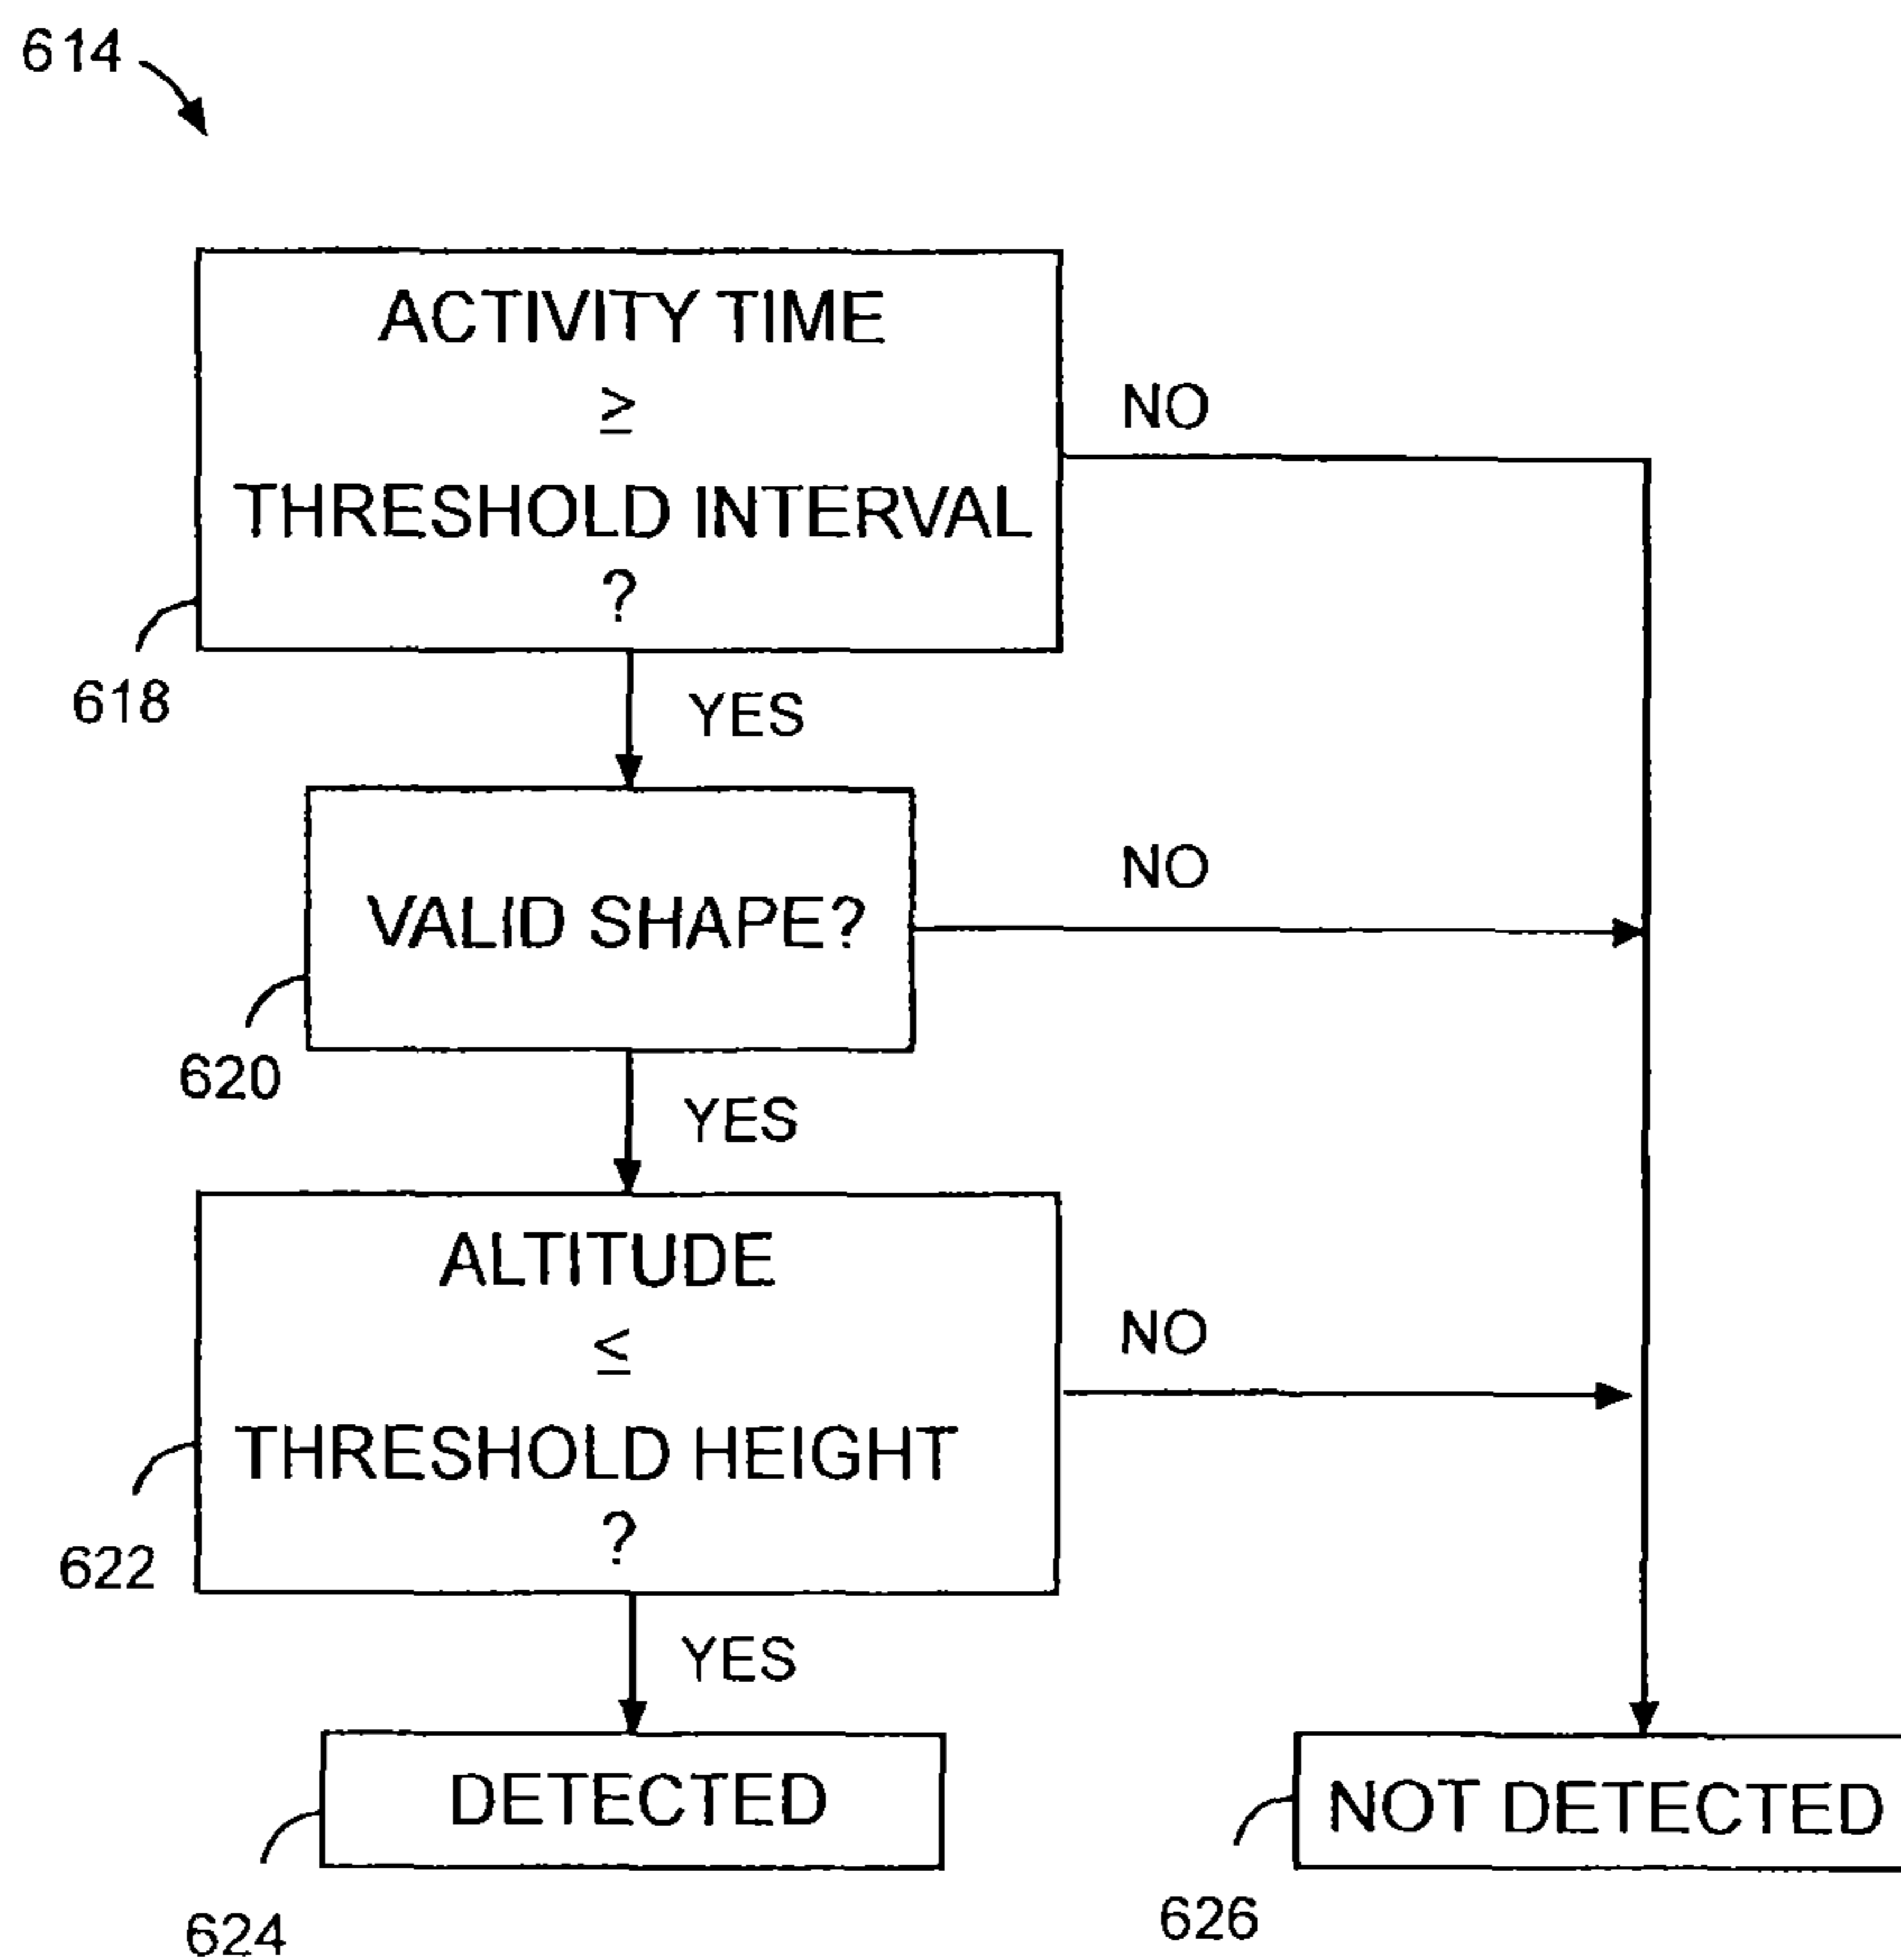 614
ACTIVITY TIME
≥
THRESHOLD INTERVAL
?
NO
618
YES
VALID SHAPE?
NO
620
YES
ALTITUDE
≤
THRESHOLD HEIGHT
?
NO
622
YES
DETECTED
NOT DETECTED
624
626